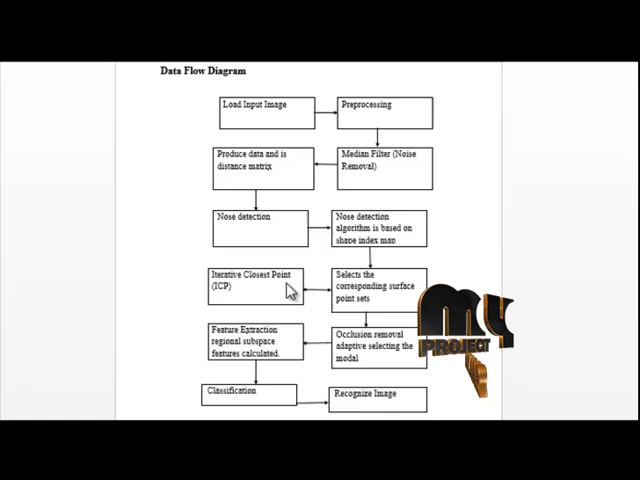 Data Flow Diagram
Load Input Image
Preprocessing
Produce data and is
distance matrix
Median Filter (Noise
Removal)
Nose detection
Nose detection
algorithm is based on
shape index map
Iterative Closest Point
(ICP)
Selects the
corresponding surface
point sets
Feature Extraction
regional subspace
features calculated.
Occlusion removal
adaptive selecting the
modal
Classification
Recognize Image
MY
PROJECT